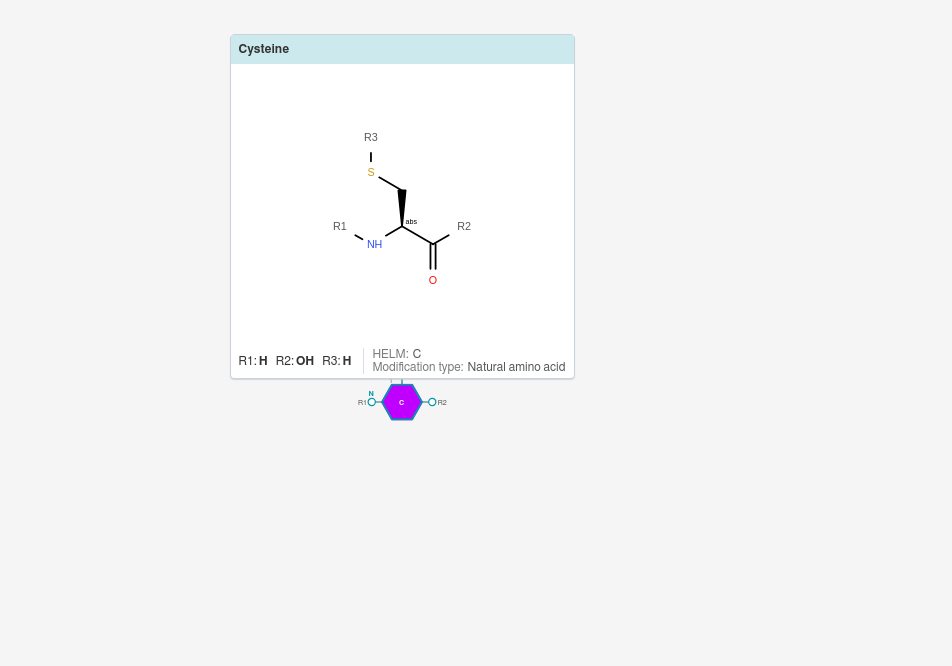 Cysteine
R3
S
abs
R1
R2
NH
O
R1: H R2: OH R3: H
HELM: C
Modification type: Natural amino acid
N
R1 C R2